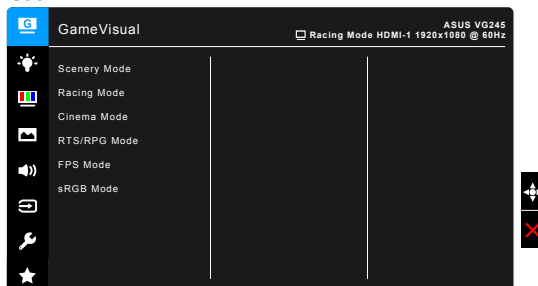 G
GameVisual
ASUS VG245
Racing Mode HDMI-1 1920x1080 @ 60Hz
Scenery Mode
Racing Mode
Cinema Mode
RTS/RPG Mode
FPS Mode
sRGB Mode